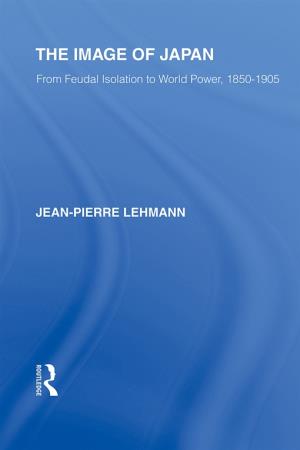 THE IMAGE OF JAPAN
From Feudal Isolation to World Power, 1850-1905
JEAN-PIERRE LEHMANN
ROUTLEDGE